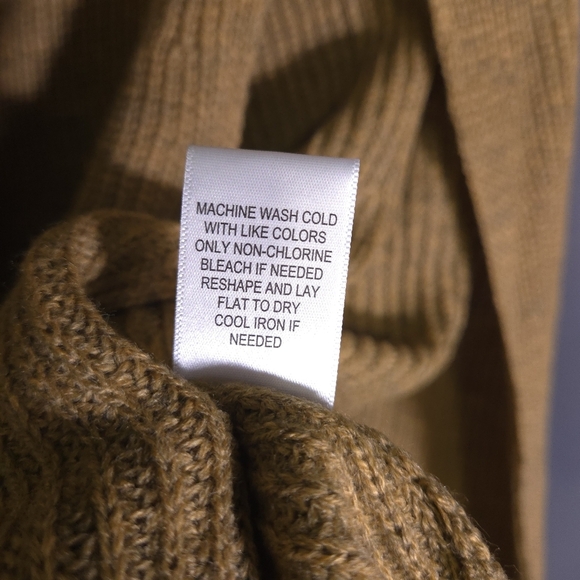 MACHINE WASH COLD
WITH LIKE COLORS
ONLY NON-CHLORINE
BLEACH IF NEEDED
RESHAPE AND LAY
FLAT TO DRY
COOL IRON IF
NEEDED